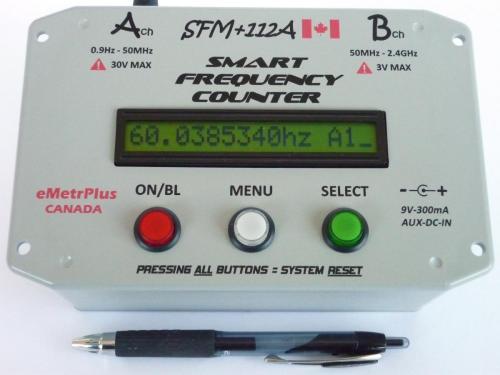 Ach SFM+112A Bch
0.9Hz - 50MHz
30V MAX
50MHz - 2.4GHz
3V MAX
SMART
FREQUENCY
COUNTER
60.0385340hz A1_
eMetrPlus
CANADA
ON/BL MENU SELECT
- +
9V-300mA
AUX-DC-IN
PRESSING ALL BUTTONS = SYSTEM RESET